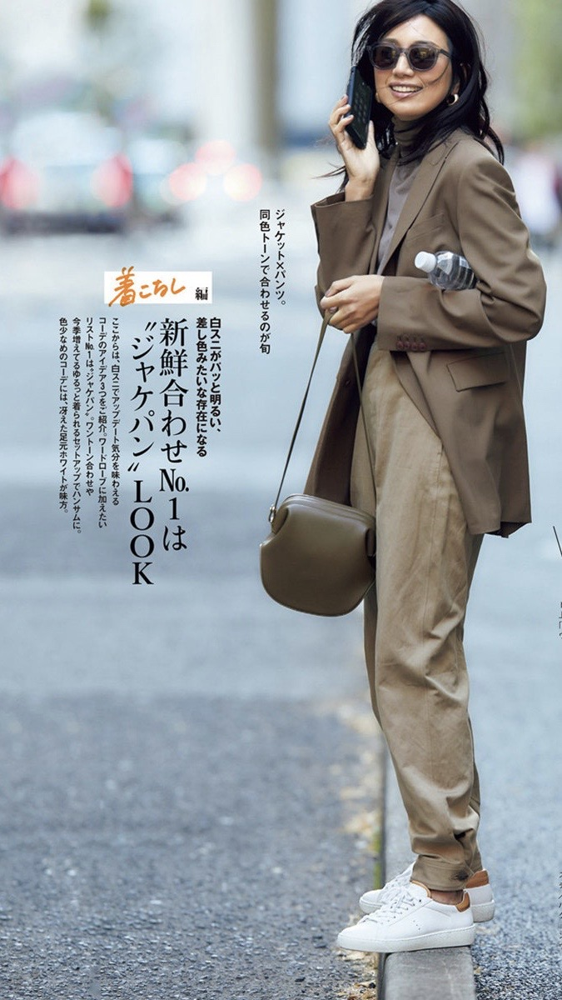 ジャケット×パンツ。
同色トーンで合わせるのが旬
着こなし 編
白スニがパッと明るい、
差し色みたいな存在になる
新鮮合わせNo.1は
“ジャケパン”LOOK
ここからは、白スニでアップデート気分を味わえる
コーデのアイデア3つをご紹介。ワードローブに加えたい
リストNo.1は“ジャケパン”。ワントーン合わせや
今季増えてるゆるっと着られるセットアップでハンサムに。
色少なめのコーデには、冴えた足元ホワイトが味方。